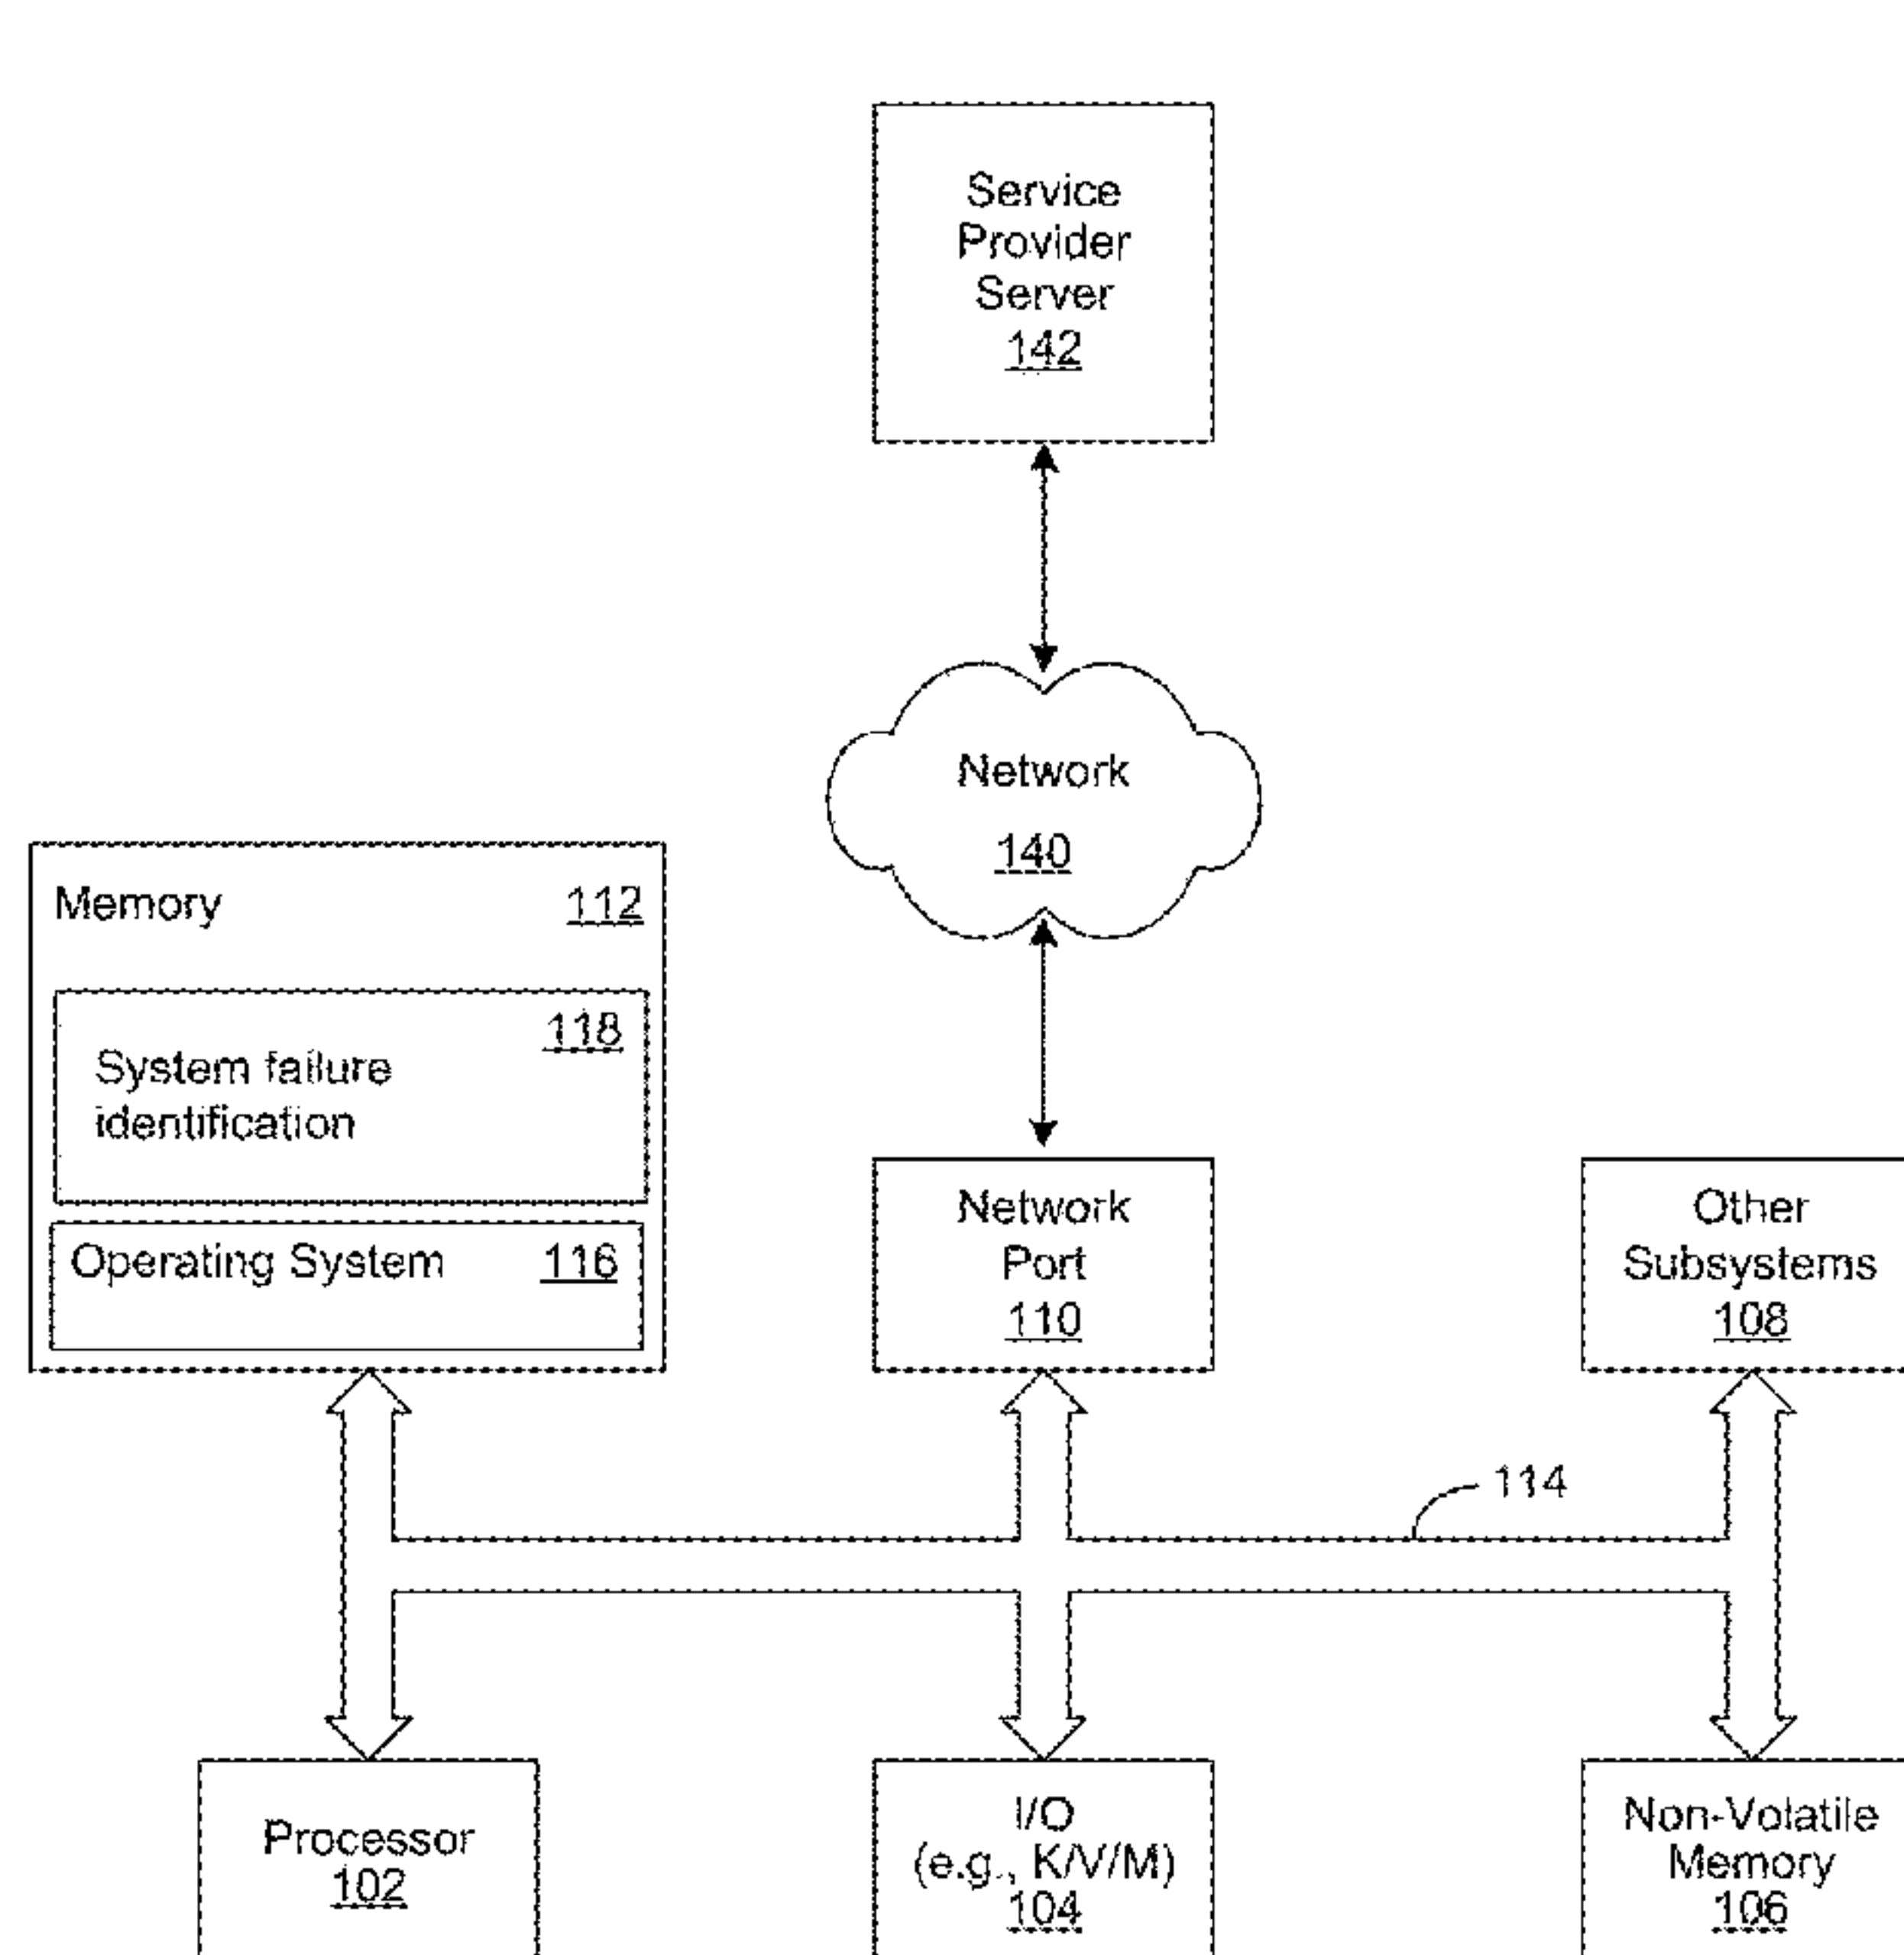 Service
Provider
Server
142
Network
140
Memory 112
118
System failure
identification
Operating System 116
Network
Port
110
Other
Subsystems
108
114
Processor
102
I/O
(e.g., K/V/M)
104
Non-Volatile
Memory
106